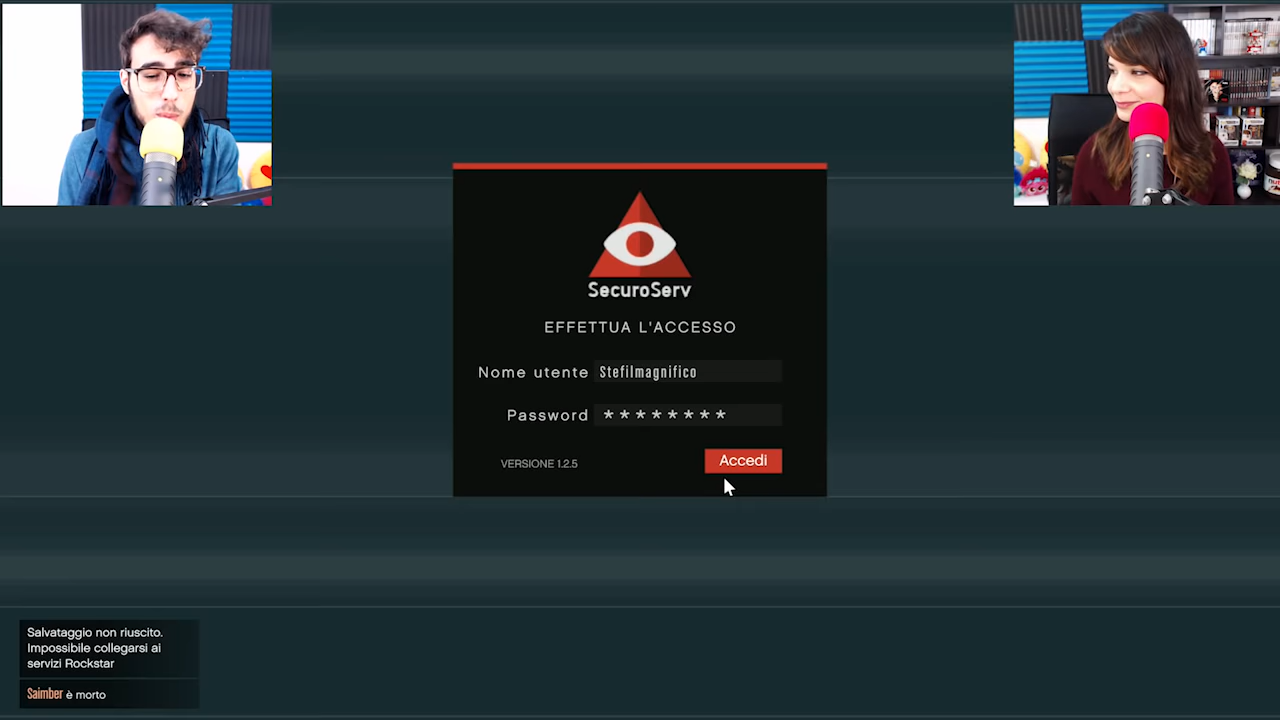 SecuroServ
EFFETTUA L'ACCESSO
Nome utente Stefilmagnifico
Password ********
VERSIONE 1.2.5
Accedi
Salvataggio non riuscito.
Impossibile collegarsi ai
servizi Rockstar
Saimber è morto